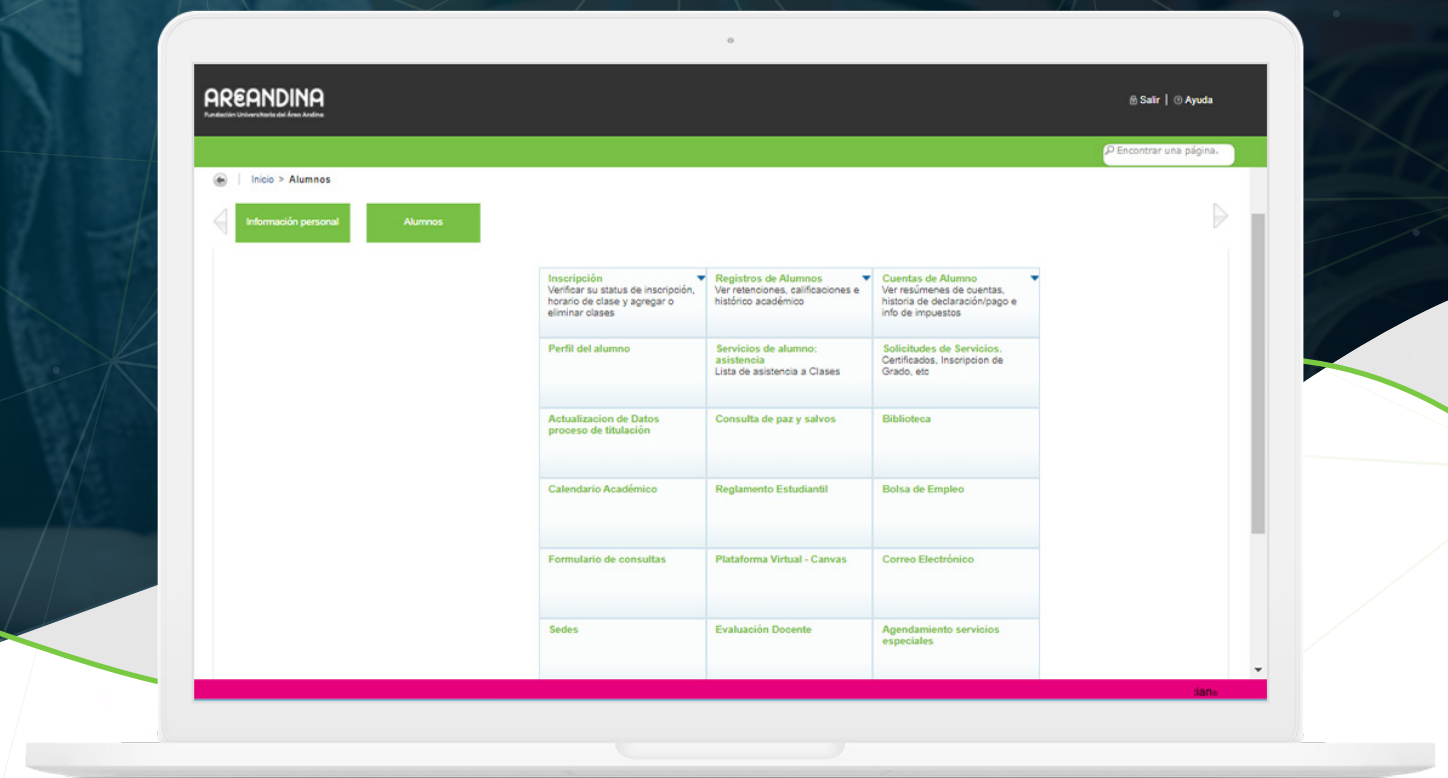 AREANDINA
Fundación Universitaria del Área Andina
Salir | Ayuda
Encontrar una página.
Inicio > Alumnos
Información personal
Alumnos
Inscripción
Verificar su status de inscripción,
horario de clase y agregar o
eliminar clases
Registros de Alumnos
Ver retenciones, calificaciones e
histórico académico
Cuentas de Alumno
Ver resúmenes de cuentas,
historia de declaración/pago e
info de impuestos
Perfil del alumno
Servicios de alumno:
asistencia
Lista de asistencia a Clases
Solicitudes de Servicios.
Certificados, Inscripcion de
Grado, etc
Actualizacion de Datos
proceso de titulación
Consulta de paz y salvos
Biblioteca
Calendario Académico
Reglamento Estudiantil
Bolsa de Empleo
Formulario de consultas
Plataforma Virtual - Canvas
Correo Electrónico
Sedes
Evaluación Docente
Agendamiento servicios
especiales